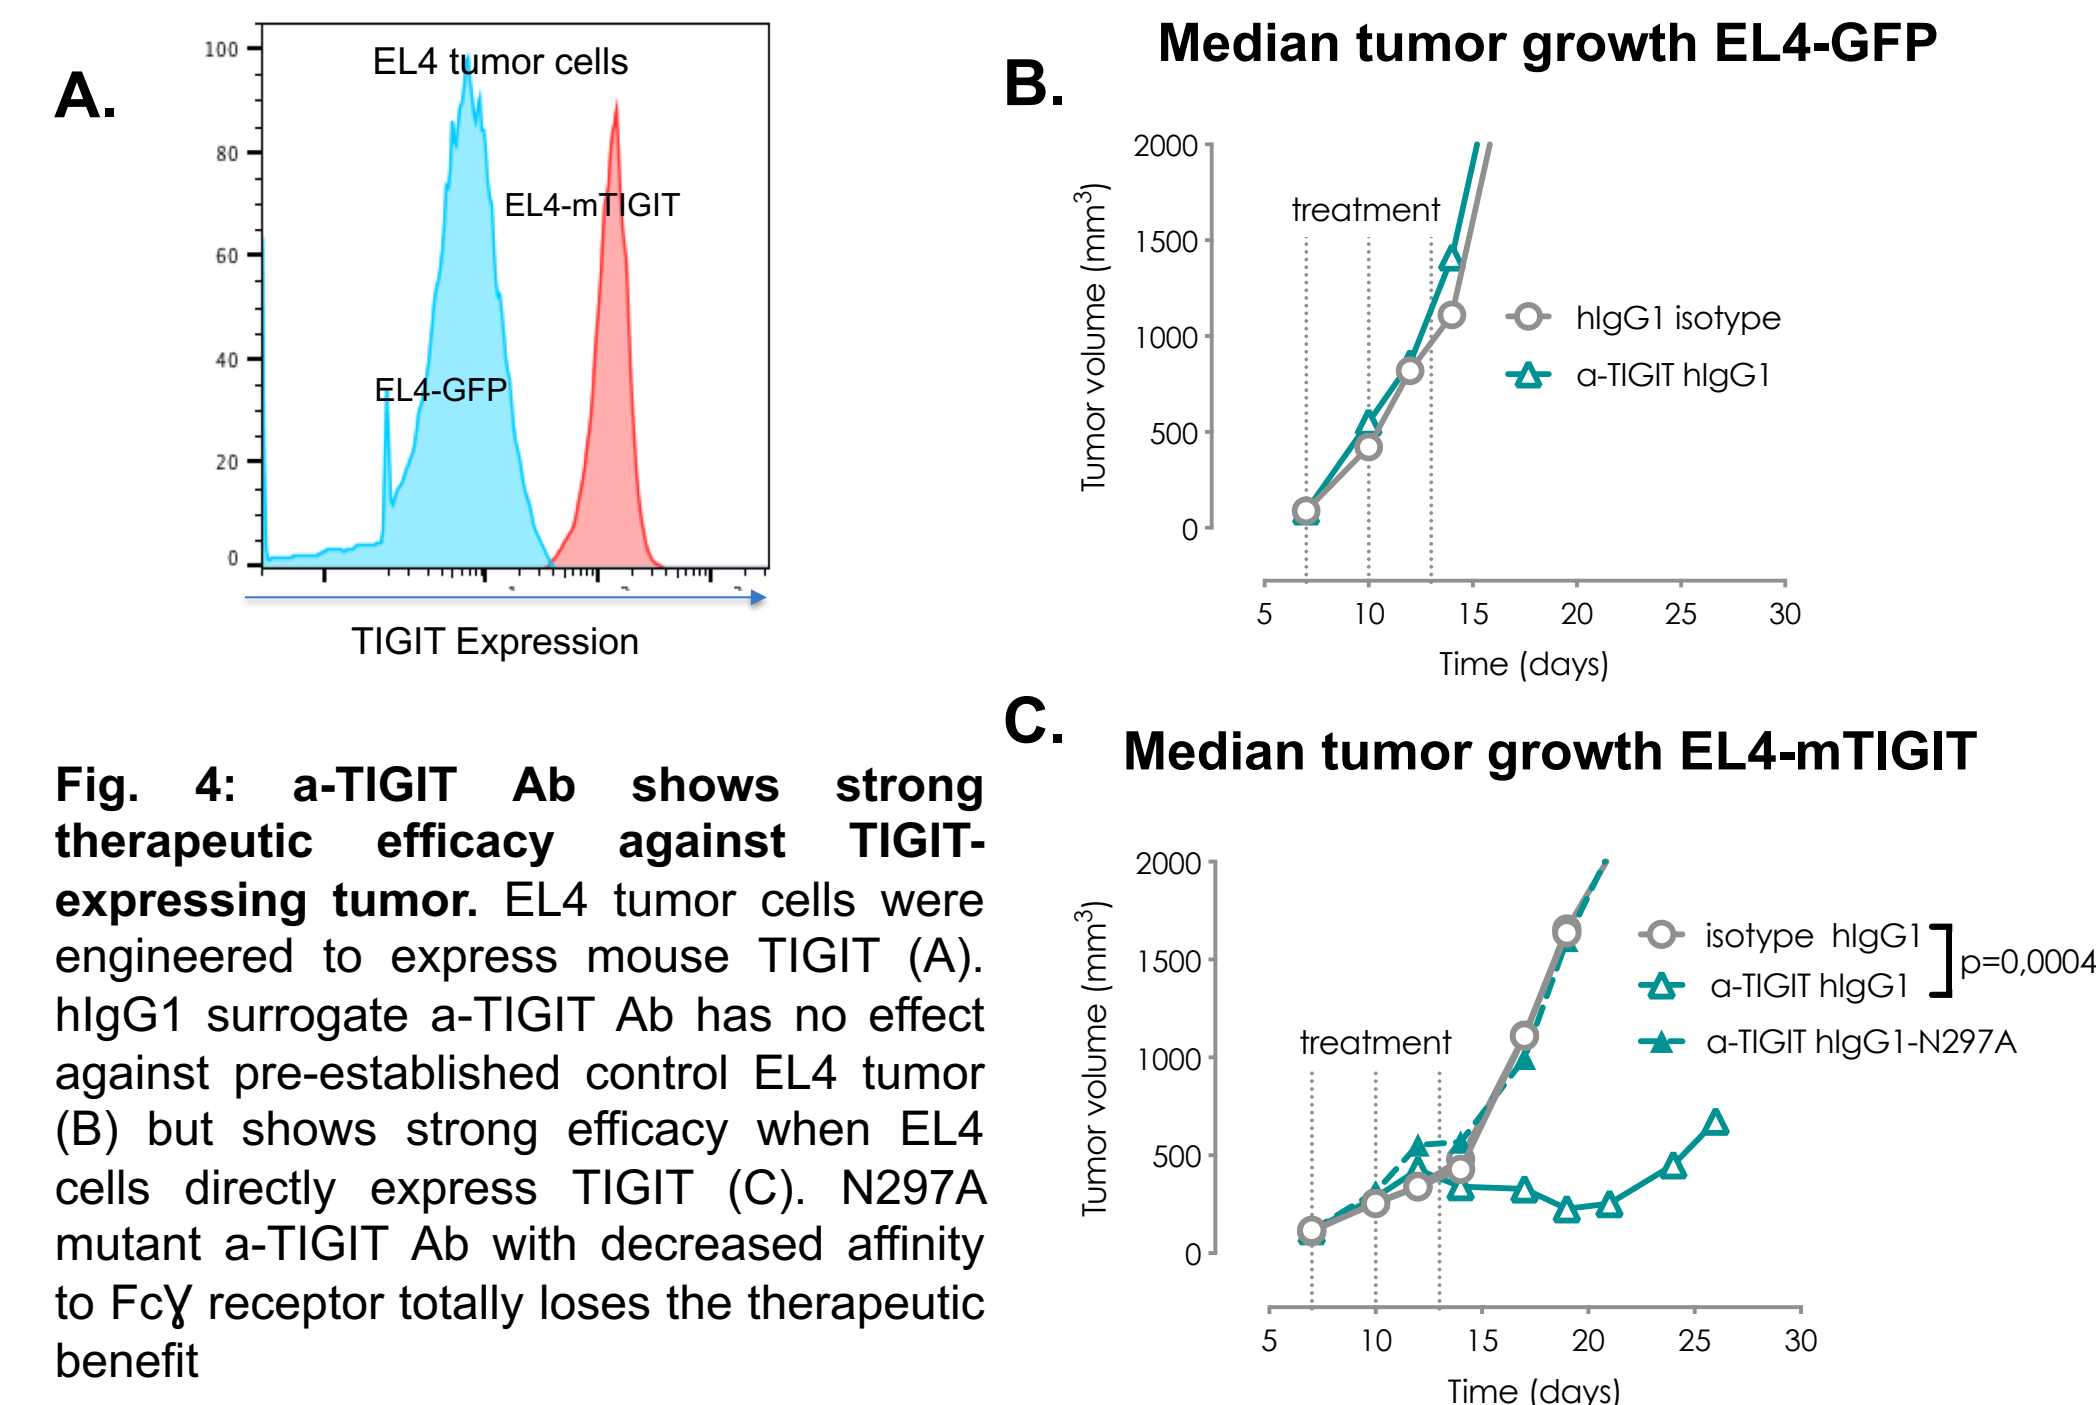 A.
EL4 tumor cells
100
80
60
40
20
0
EL4-mTIGIT
EL4-GFP
TIGIT Expression
B.
Median tumor growth EL4-GFP
Tumor volume (mm³)
2000
1500
1000
500
0
treatment
hIgG1 isotype
a-TIGIT hIgG1
5 10 15 20 25 30
Time (days)
Fig. 4: a-TIGIT Ab shows strong
therapeutic efficacy against TIGIT-
expressing tumor. EL4 tumor cells were
engineered to express mouse TIGIT (A).
hIgG1 surrogate a-TIGIT Ab has no effect
against pre-established control EL4 tumor
(B) but shows strong efficacy when EL4
cells directly express TIGIT (C). N297A
mutant a-TIGIT Ab with decreased affinity
to FcƔ receptor totally loses the therapeutic
benefit
C.
Median tumor growth EL4-mTIGIT
Tumor volume (mm³)
2000
1500
1000
500
0
treatment
isotype hIgG1
a-TIGIT hIgG1
p=0,0004
a-TIGIT hIgG1-N297A
5 10 15 20 25 30
Time (days)